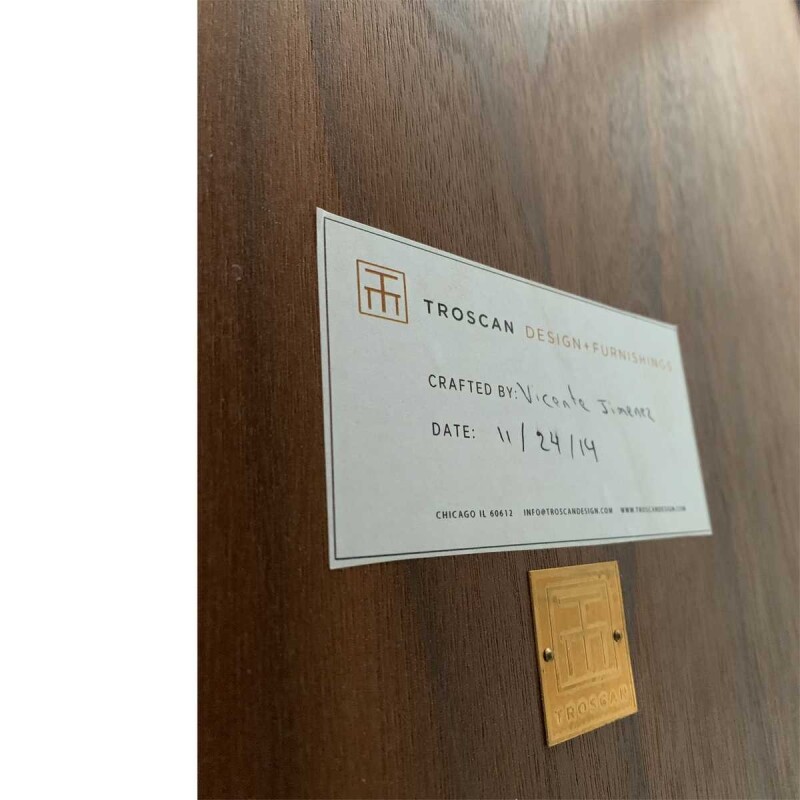 TROSCAN DESIGN+FURNISHINGS
CRAFTED BY: Vicente Jimenez
DATE: 11/24/14
CHICAGO IL 60612 INFO@TROSCANDESIGN.COM WWW.TROSCANDESIGN.COM
TROSCAN